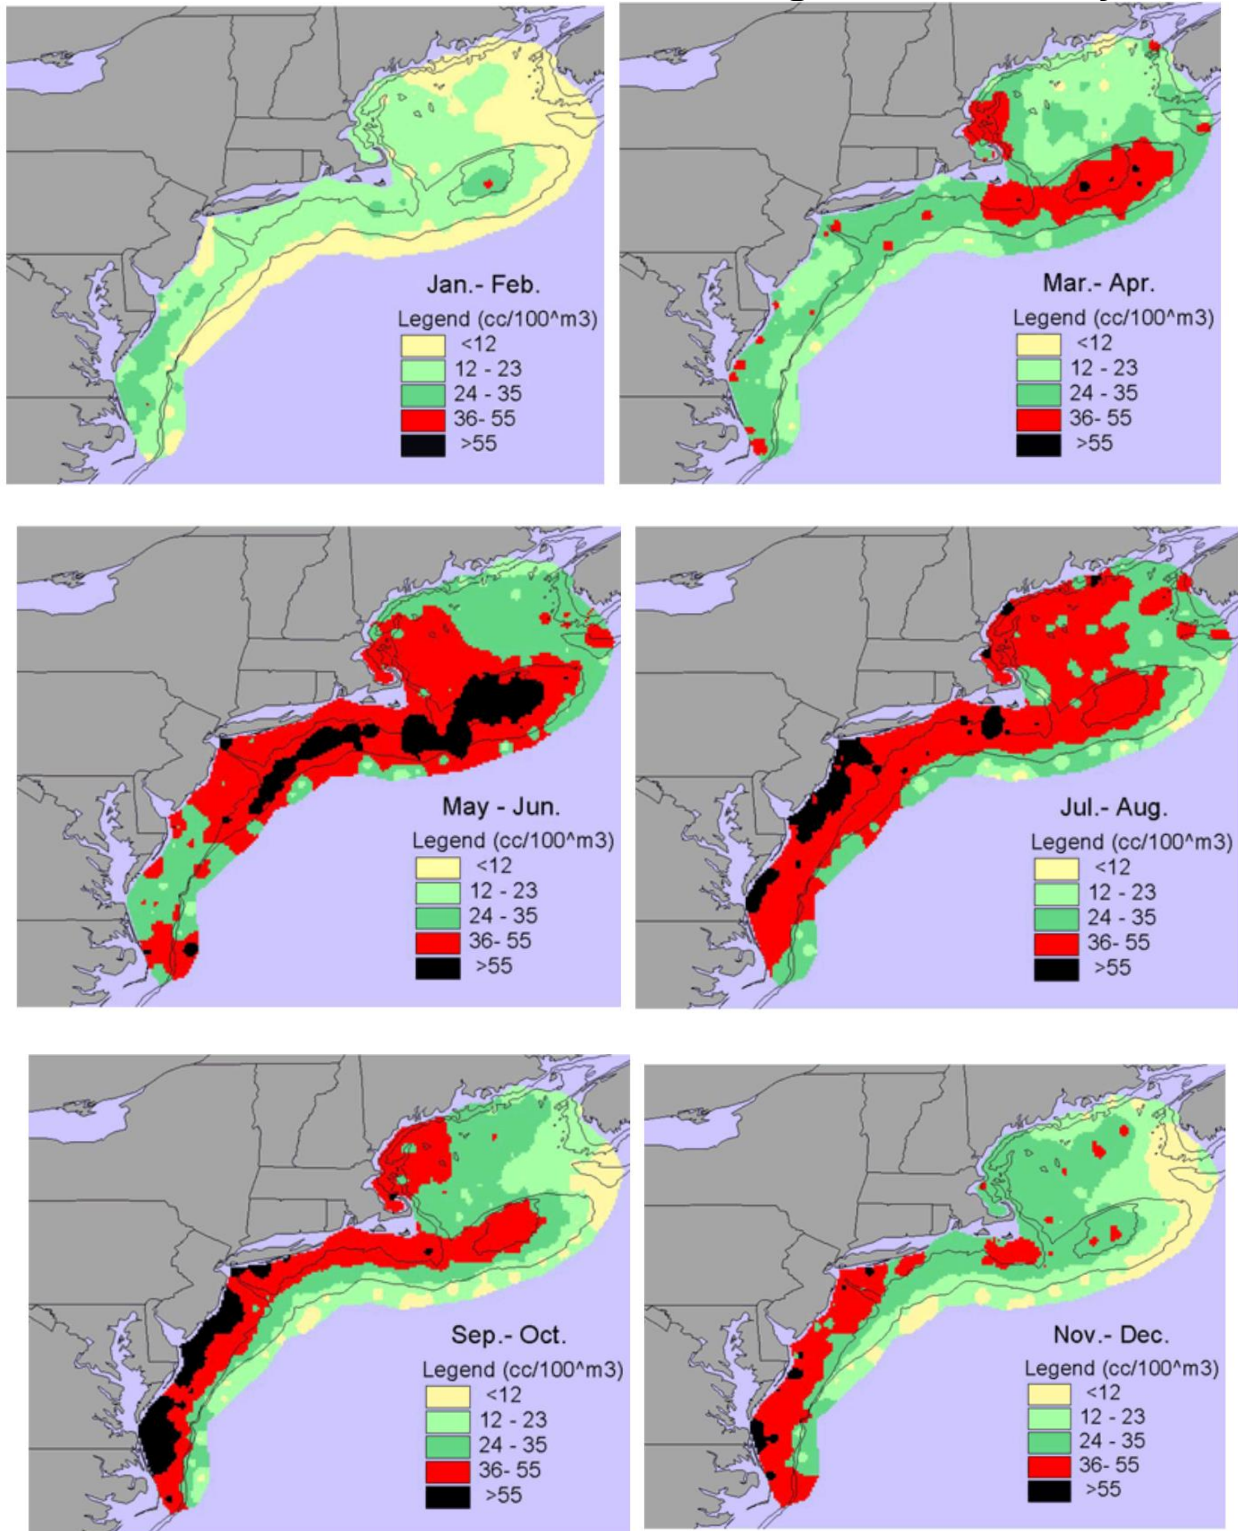 Jan.- Feb.
Legend (cc/100^m3)
<12
12 - 23
24 - 35
36- 55
>55
Mar.- Apr.
Legend (cc/100^m3)
<12
12 - 23
24 - 35
36- 55
>55
May - Jun.
Legend (cc/100^m3)
<12
12 - 23
24 - 35
36- 55
>55
Jul.- Aug.
Legend (cc/100^m3)
<12
12 - 23
24 - 35
36- 55
>55
Sep.- Oct.
Legend (cc/100^m3)
<12
12 - 23
24 - 35
36- 55
>55
Nov.- Dec.
Legend (cc/100^m3)
<12
12 - 23
24 - 35
36- 55
>55